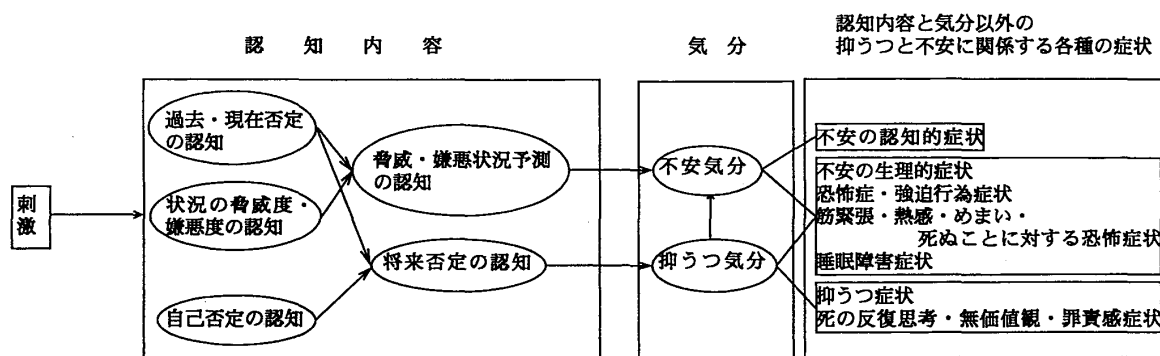 認知内容
気分
認知内容と気分以外の
抑うつと不安に関係する各種の症状
刺
激
過去・現在否定
の認知
状況の脅威度・
嫌悪度の認知
自己否定の認知
脅威・嫌悪状況予測
の認知
将来否定の認知
不安気分
抑うつ気分
不安の認知的症状
不安の生理的症状
恐怖症・強迫行為症状
筋緊張・熱感・めまい・
死ぬことに対する恐怖症状
睡眠障害症状
抑うつ症状
死の反復思考・無価値観・罪責感症状